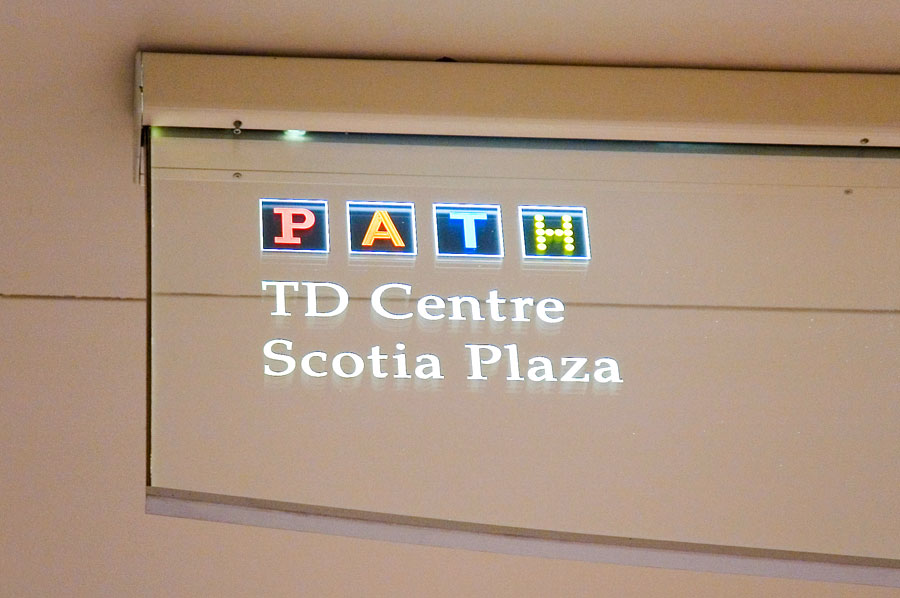 PATH
TD Centre
Scotia Plaza